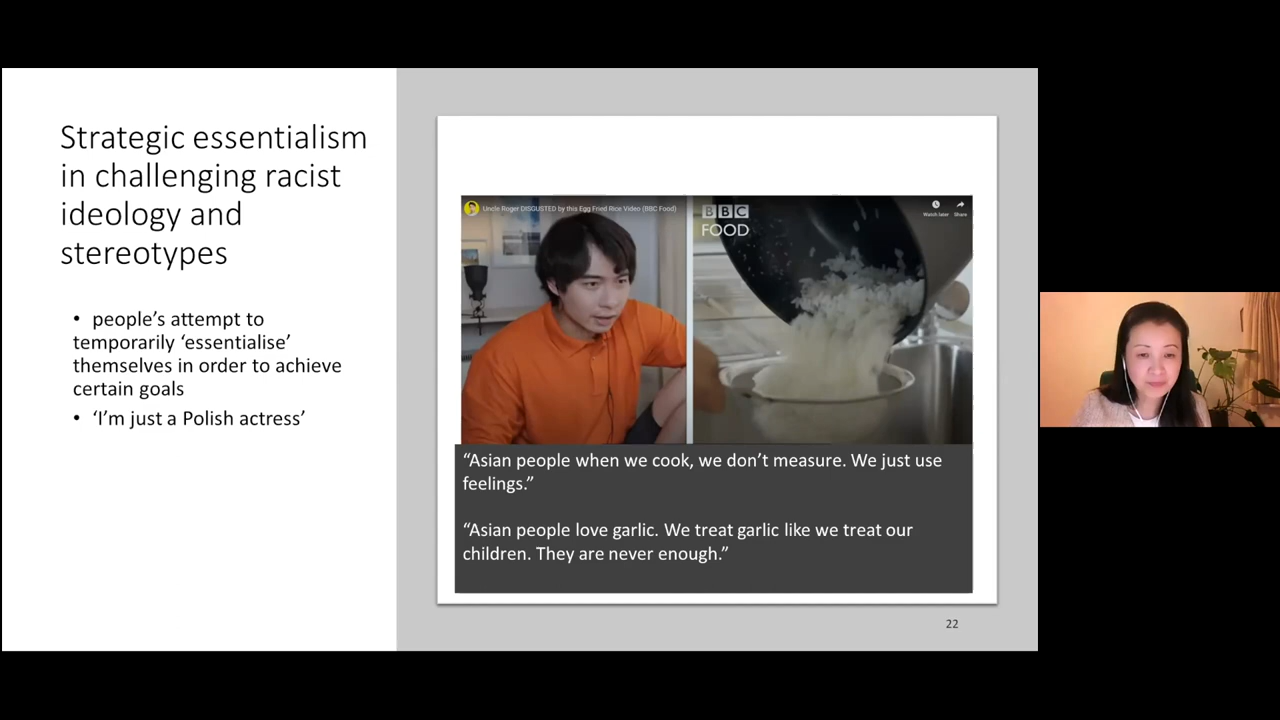 Strategic essentialism
in challenging racist
ideology and
stereotypes
• people’s attempt to
temporarily ‘essentialise’
themselves in order to achieve
certain goals
• ‘I’m just a Polish actress’
Uncle Roger DISGUSTED by this Egg Fried Rice Video (BBC Food)
BBC
FOOD
Watch later
Share
“Asian people when we cook, we don’t measure. We just use
feelings.”
“Asian people love garlic. We treat garlic like we treat our
children. They are never enough.”
22